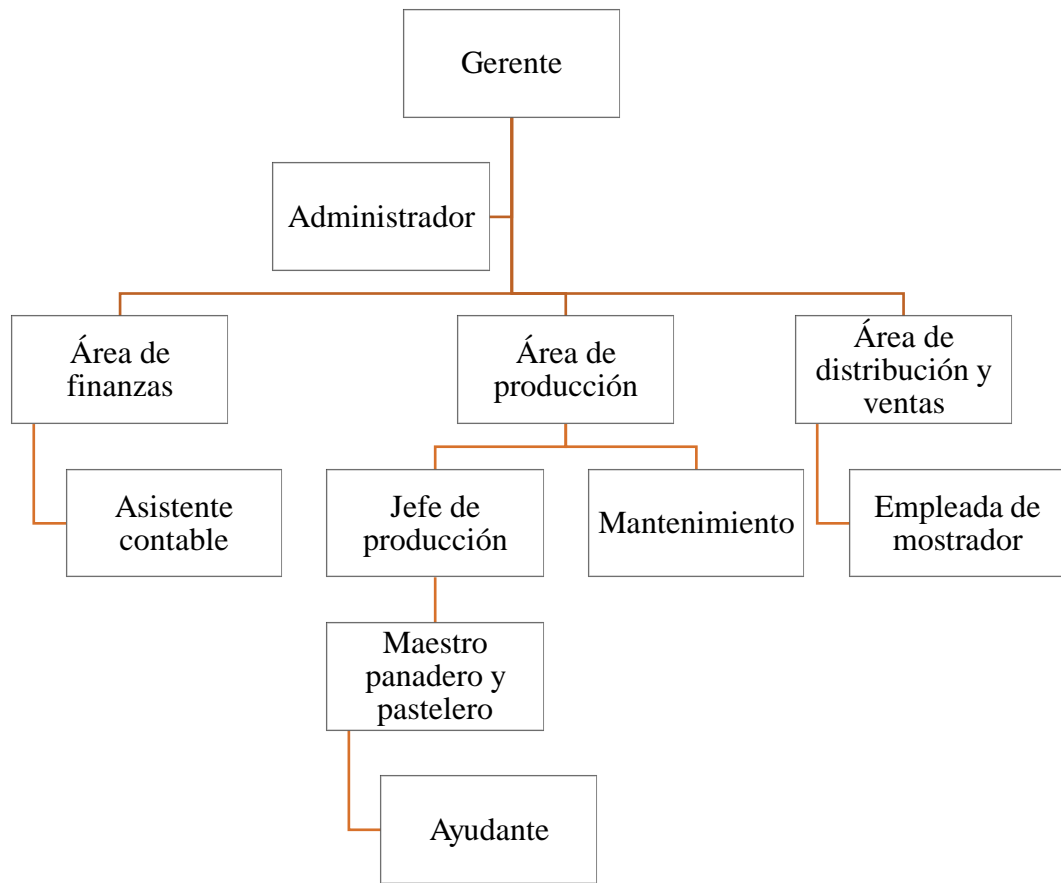 Gerente
Administrador
Área de
finanzas
Área de
producción
Área de
distribución y
ventas
Asistente
contable
Jefe de
producción
Mantenimiento
Empleada de
mostrador
Maestro
panadero y
pastelero
Ayudante